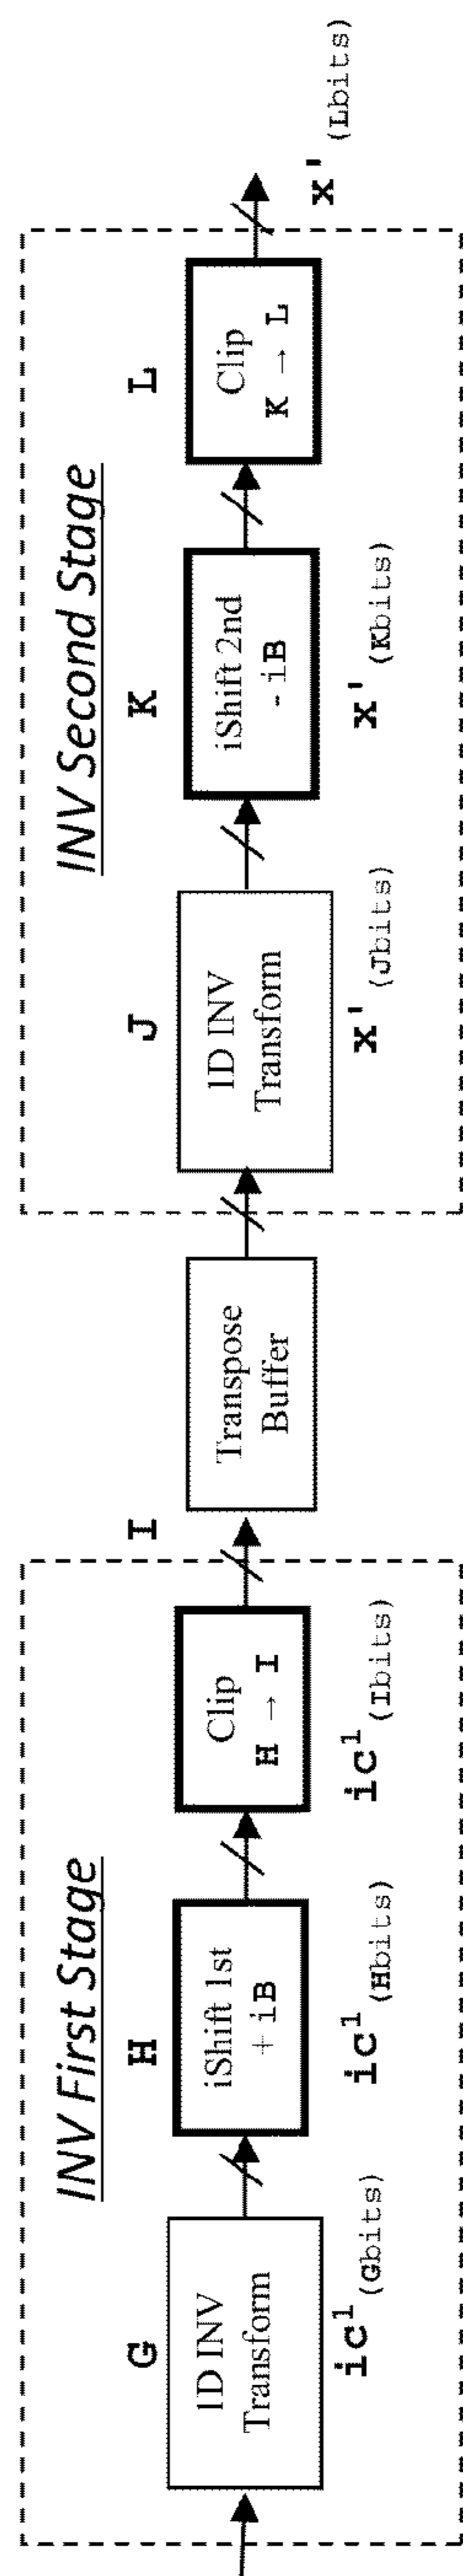 INV First Stage
G
1D INV
Transform
ic¹ (Gbits)
H
iShift 1st
+ iB
ic¹ (Hbits)
Clip
H → I
ic¹ (Ibits)
I
Transpose
Buffer
INV Second Stage
J
1D INV
Transform
x' (Jbits)
K
iShift 2nd
- iB
x' (Kbits)
L
Clip
K → L
x' (Lbits)